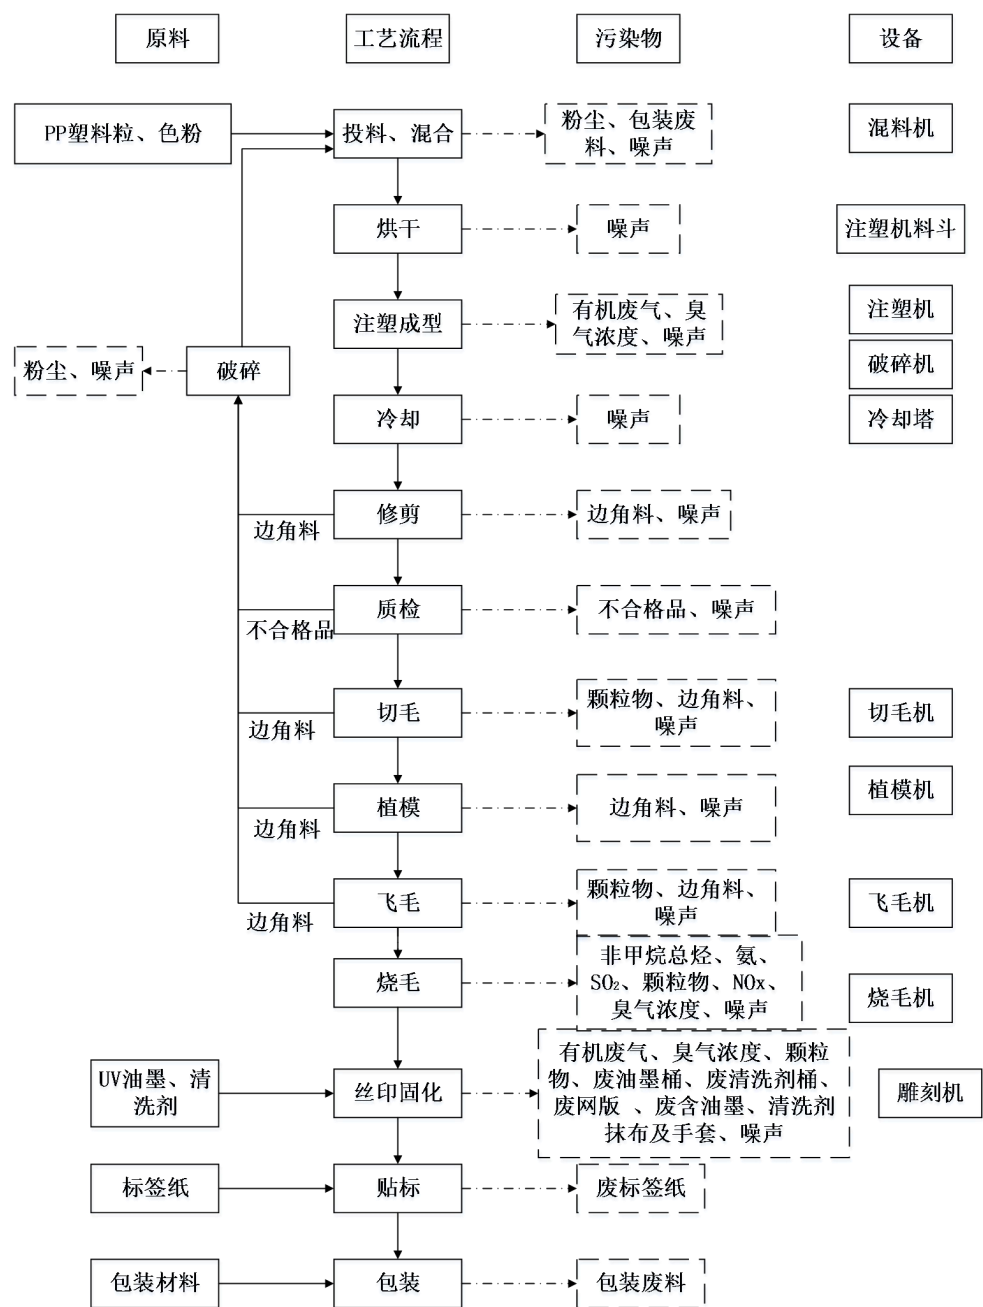 原料
工艺流程
污染物
设备
PP塑料粒、色粉
投料、混合
粉尘、包装废
料、噪声
混料机
烘干
噪声
注塑机料斗
注塑成型
有机废气、臭
气浓度、噪声
注塑机
粉尘、噪声
破碎
破碎机
冷却
噪声
冷却塔
边角料
修剪
边角料、噪声
不合格品
质检
不合格品、噪声
边角料
切毛
颗粒物、边角料、
噪声
切毛机
边角料
植模
边角料、噪声
植模机
边角料
飞毛
颗粒物、边角料、
噪声
飞毛机
烧毛
非甲烷总烃、氨、
SO₂、颗粒物、NOx、
臭气浓度、噪声
烧毛机
UV油墨、清
洗剂
丝印固化
有机废气、臭气浓度、颗粒
物、废油墨桶、废清洗剂桶、
废网版 、废含油墨、清洗剂
抹布及手套、噪声
雕刻机
标签纸
贴标
废标签纸
包装材料
包装
包装废料